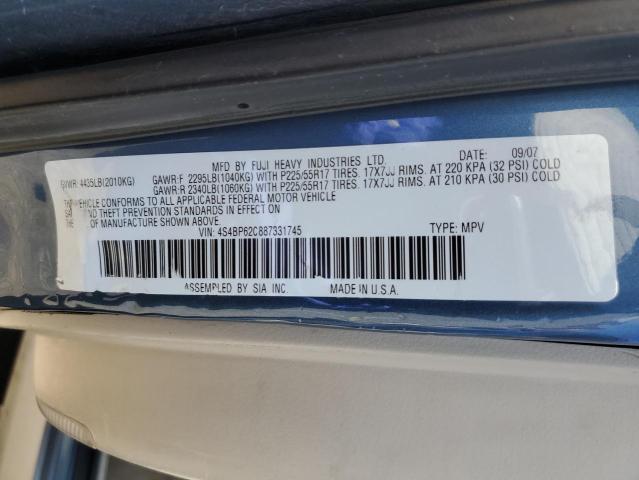 MFD BY FUJI HEAVY INDUSTRIES LTD. DATE: 09/07
GVWR: 4435LB(2010KG) GAWR:F 2295LB(1040KG) WITH P225/55R17 TIRES. 17X7JJ RIMS. AT 220 KPA (32 PSI) COLD
GAWR:R 2340LB(1060KG) WITH P225/55R17 TIRES. 17X7JJ RIMS. AT 210 KPA (30 PSI) COLD
VEHICLE CONFORMS TO ALL APPLICABLE FEDERAL MOTOR VEHICLE
AND THEFT PREVENTION STANDARDS IN EFFECT
OF MANUFACTURE SHOWN ABOVE.
VIN: 4S4BP62C887331745 TYPE: MPV
ASSEMBLED BY SIA INC. MADE IN U.S.A.